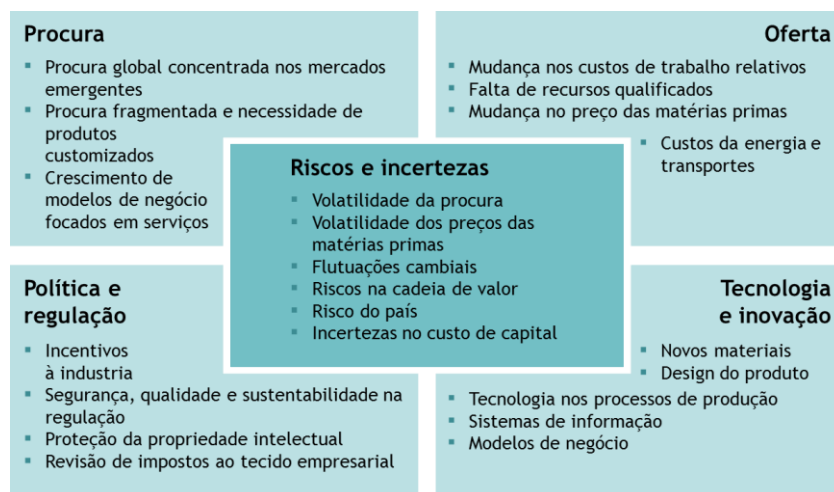 Procura
▪ Procura global concentrada nos mercados
emergentes
▪ Procura fragmentada e necessidade de
produtos
customizados
▪ Crescimento de
modelos de negócio
focados em serviços
Oferta
▪ Mudança nos custos de trabalho relativos
▪ Falta de recursos qualificados
▪ Mudança no preço das matérias primas
▪ Custos da energia e
transportes
Riscos e incertezas
▪ Volatilidade da procura
▪ Volatilidade dos preços das
matérias primas
▪ Flutuações cambiais
▪ Riscos na cadeia de valor
▪ Risco do país
▪ Incertezas no custo de capital
Política e
regulação
▪ Incentivos
à industria
▪ Segurança, qualidade e sustentabilidade na
regulação
▪ Proteção da propriedade intelectual
▪ Revisão de impostos ao tecido empresarial
Tecnologia
e inovação
▪ Novos materiais
▪ Design do produto
▪ Tecnologia nos processos de produção
▪ Sistemas de informação
▪ Modelos de negócio